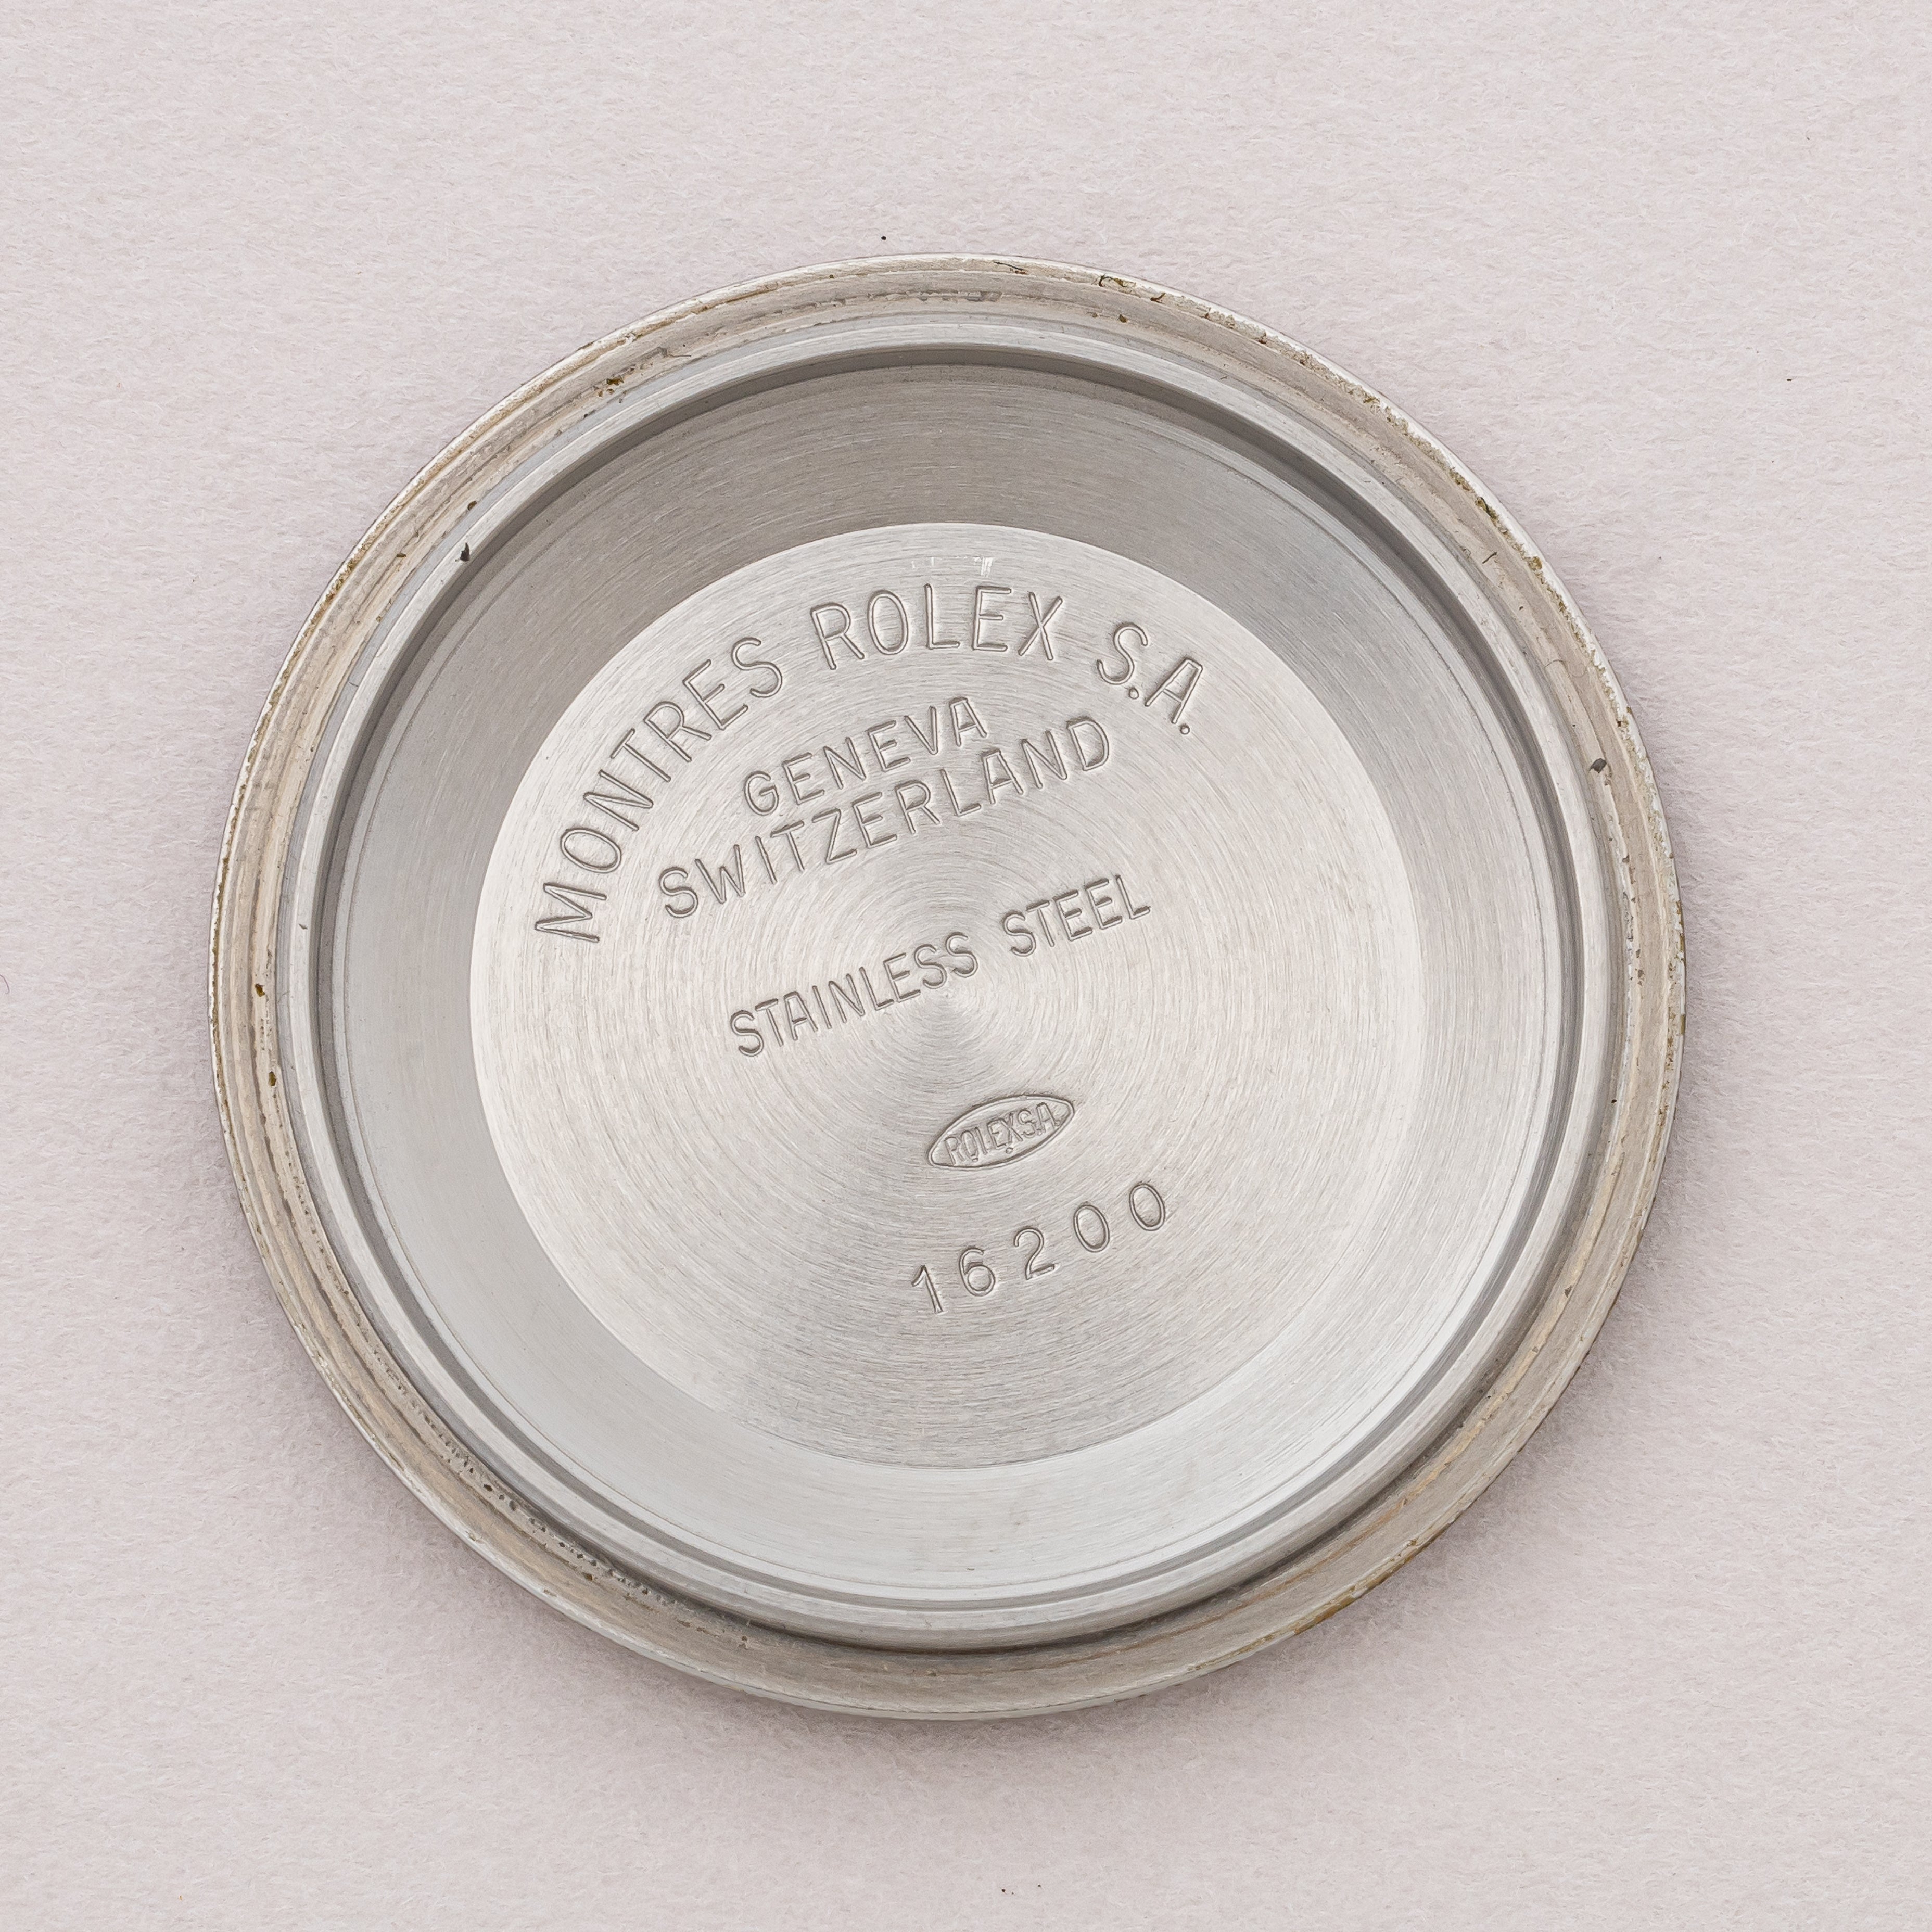 MONTRES ROLEX S.A.
GENEVA
SWITZERLAND
STAINLESS STEEL
ROLEX S.A.
16200